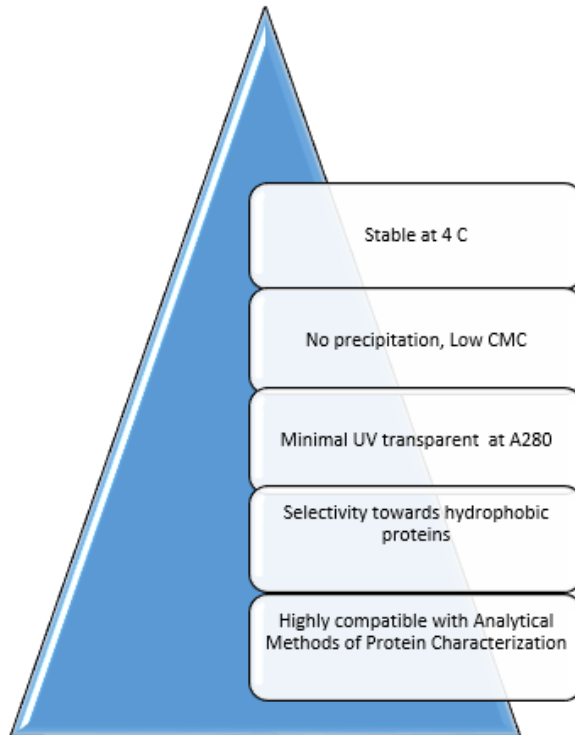 Stable at 4 C
No precipitation, Low CMC
Minimal UV transparent at A280
Selectivity towards hydrophobic
proteins
Highly compatible with Analytical
Methods of Protein Characterization